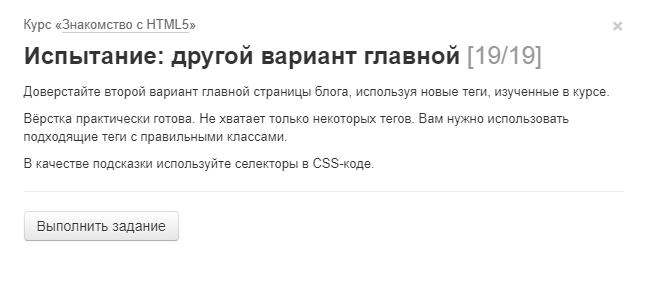 Курс «Знакомство с HTML5»
Испытание: другой вариант главной [19/19]
Доверстайте второй вариант главной страницы блога, используя новые теги, изученные в курсе.
Вёрстка практически готова. Не хватает только некоторых тегов. Вам нужно использовать
подходящие теги с правильными классами.
В качестве подсказки используйте селекторы в CSS-коде.
Выполнить задание